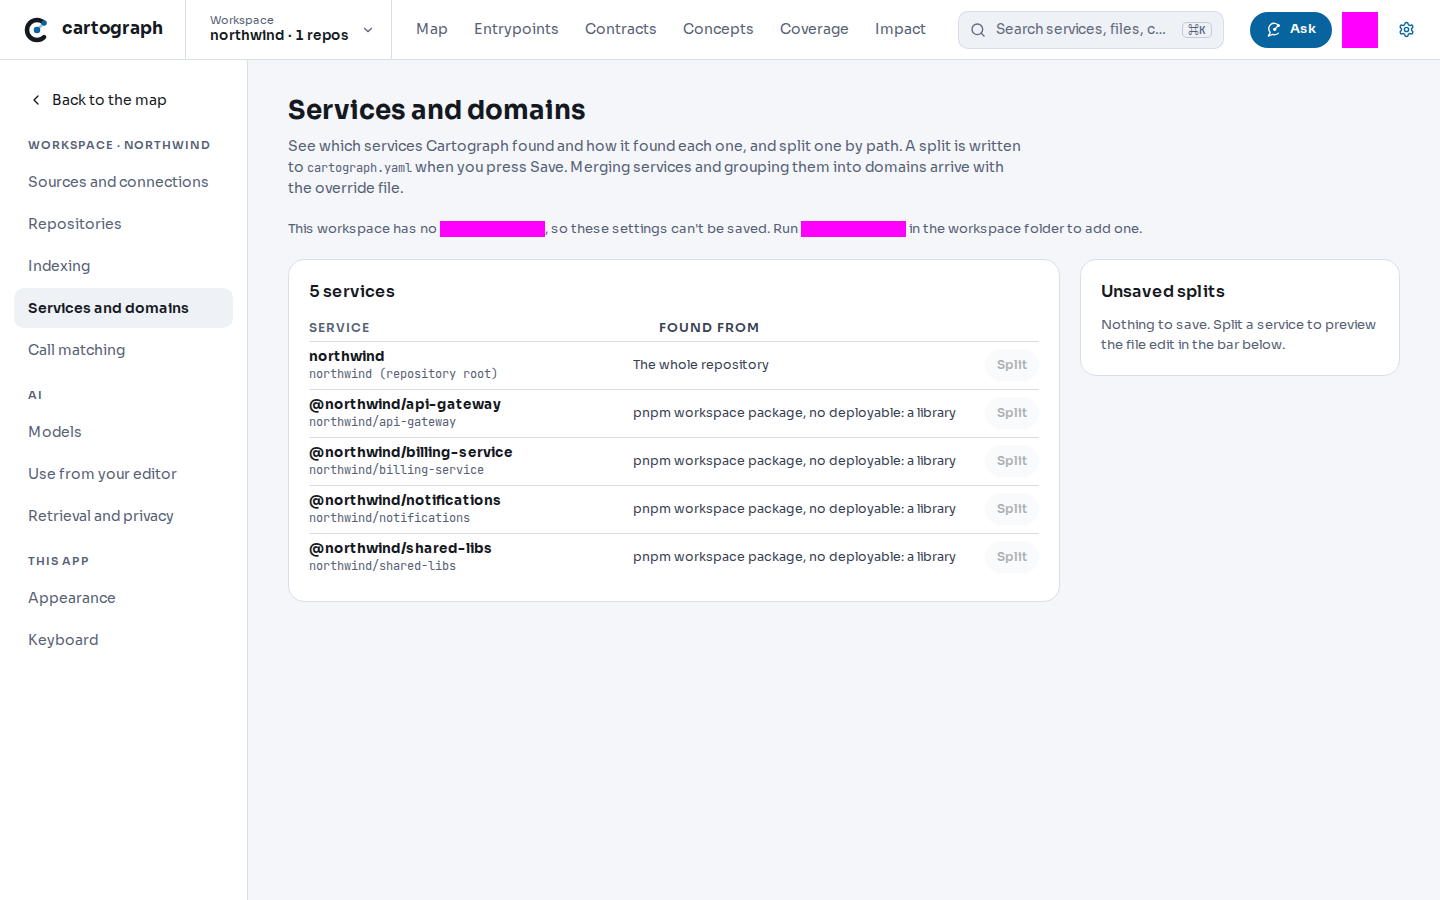 cartograph
Workspace
northwind · 1 repos
Map
Entrypoints
Contracts
Concepts
Coverage
Impact
Search services, files, c...
⌘K
Ask
Back to the map
WORKSPACE · NORTHWIND
Sources and connections
Repositories
Indexing
Services and domains
Call matching
AI
Models
Use from your editor
Retrieval and privacy
THIS APP
Appearance
Keyboard
Services and domains
See which services Cartograph found and how it found each one, and split one by path. A split is written
to cartograph.yaml when you press Save. Merging services and grouping them into domains arrive with
the override file.
This workspace has no , so these settings can't be saved. Run in the workspace folder to add one.
5 services
SERVICE
FOUND FROM
northwind
northwind (repository root)
The whole repository
Split
@northwind/api-gateway
northwind/api-gateway
pnpm workspace package, no deployable: a library
Split
@northwind/billing-service
northwind/billing-service
pnpm workspace package, no deployable: a library
Split
@northwind/notifications
northwind/notifications
pnpm workspace package, no deployable: a library
Split
@northwind/shared-libs
northwind/shared-libs
pnpm workspace package, no deployable: a library
Split
Unsaved splits
Nothing to save. Split a service to preview
the file edit in the bar below.